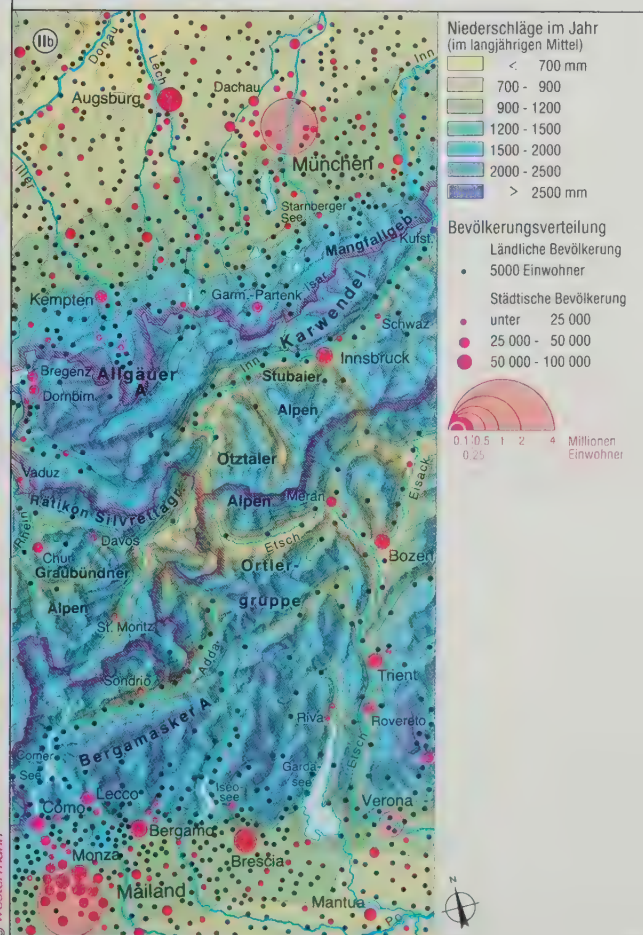 IIb
Donau
Lech
Inn
Augsburg
Dachau
Iller
München
Starnberger
See
Mangfallgeb
Kufst.
Isar
Kempten
Garm.-Partenk
Karwendel
Schwaz
Inn
Innsbruck
Bregenz
Allgäuer
A
Dornbirn
Stubaier
Alpen
Ötztaler
Vaduz
Alpen
Meran
Eisack
Rätikon Silvrettagr.
Rhein
Davos
Etsch
Bozen
Chur
Ortler-
Graubündner
gruppe
Alpen
St. Moritz
Adda
Trient
Sondrio
Riva
Rovereto
Bergamasker A
Etsch
Comer
See
Garda-
see
Iseo
see
Lecco
Verona
Como
Bergamo
Monza
Brescia
Mailand
Mantua
Po
© westermann
Niederschläge im Jahr
(im langjährigen Mittel)
< 700 mm
700 - 900
900 - 1200
1200 - 1500
1500 - 2000
2000 - 2500
> 2500 mm
Bevölkerungsverteilung
Ländliche Bevölkerung
5000 Einwohner
Städtische Bevölkerung
unter 25 000
25 000 - 50 000
50 000 - 100 000
0.1 0.5 1 2 4 Millionen
0.25 Einwohner
N